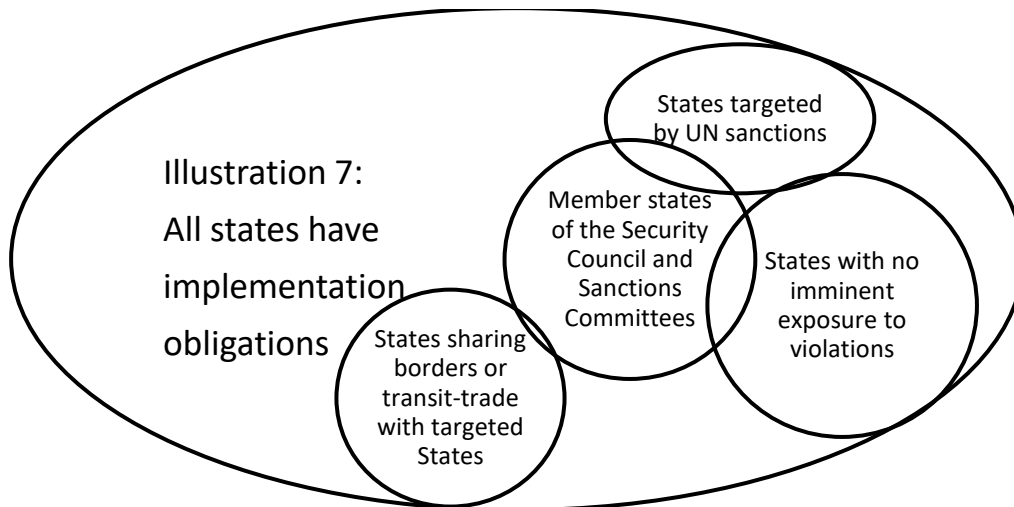 Illustration 7:
All states have
implementation
obligations
States targeted
by UN sanctions
Member states
of the Security
Council and
Sanctions
Committees
States with no
imminent
exposure to
violations
States sharing
borders or
transit-trade
with targeted
States